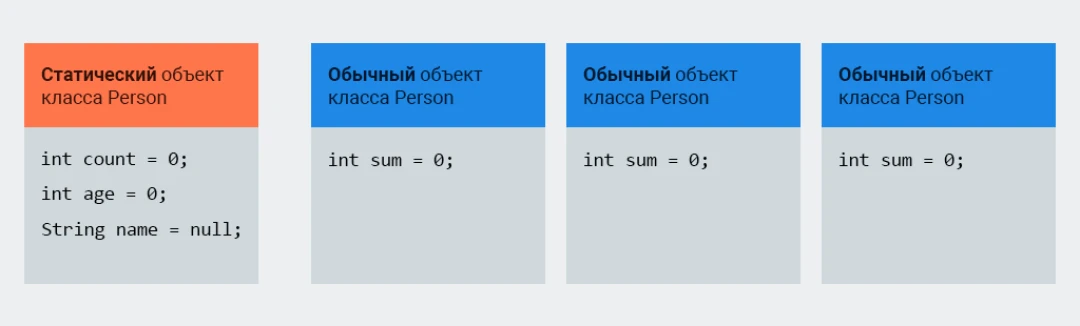 Статический объект
класса Person
int count = 0;
int age = 0;
String name = null;
Обычный объект
класса Person
int sum = 0;
Обычный объект
класса Person
int sum = 0;
Обычный объект
класса Person
int sum = 0;